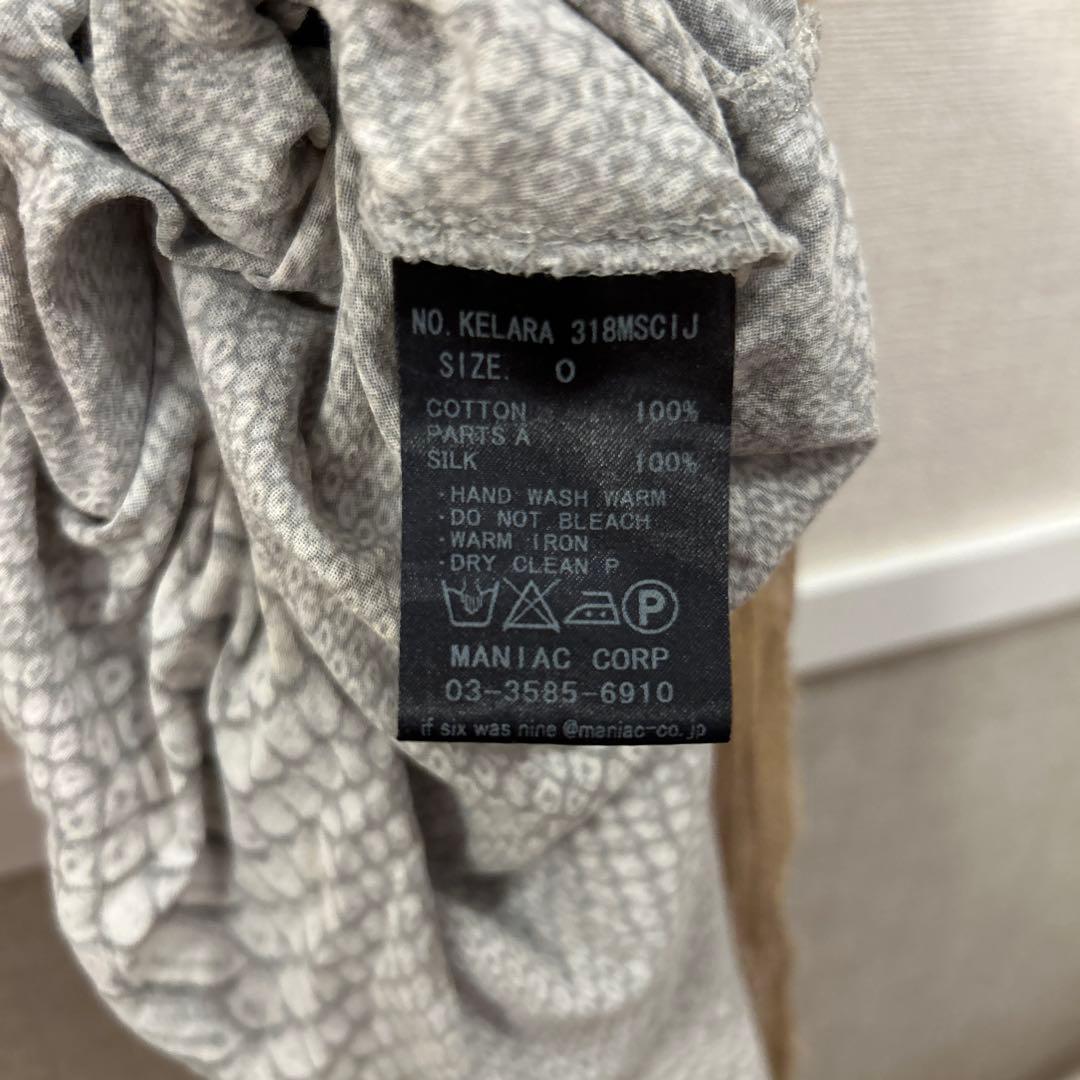 NO. KELARA 318MSCIJ
SIZE. 0
COTTON 100%
PARTS A
SILK 100%
・HAND WASH WARM
・DO NOT BLEACH
・WARM IRON
・DRY CLEAN P
P
MANIAC CORP
03-3585-6910
if six was nine @maniac-co.jp